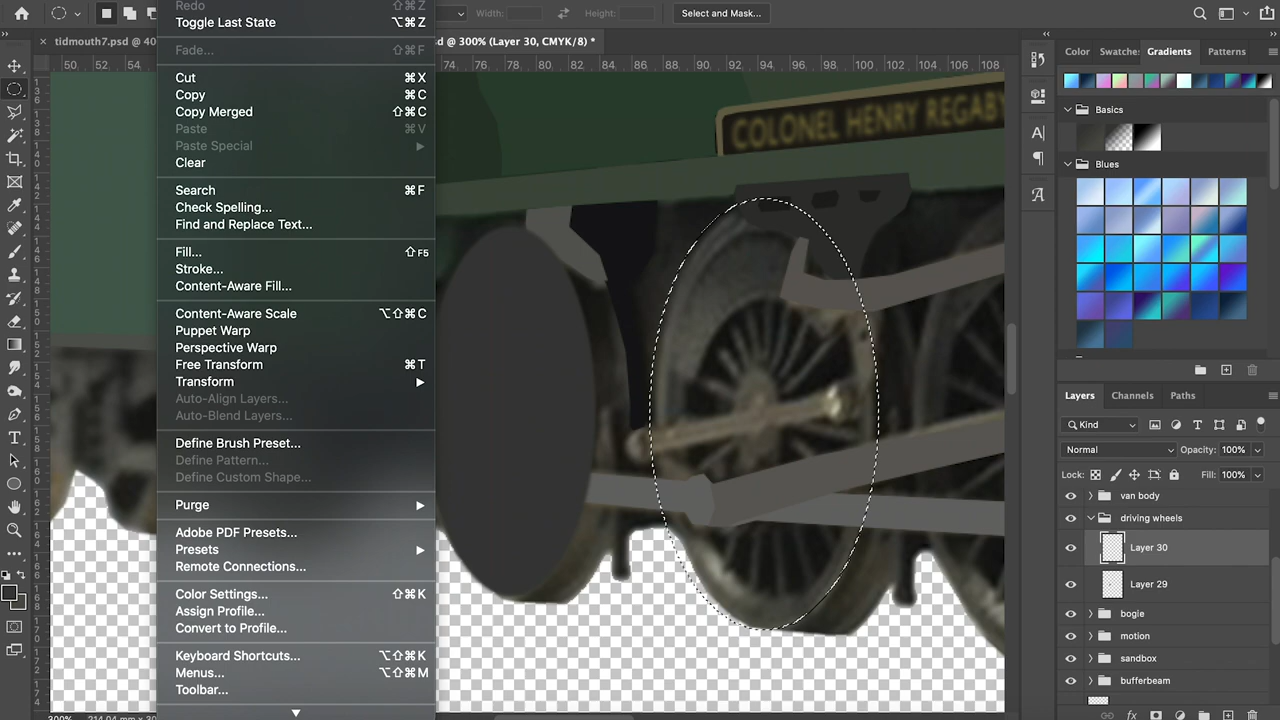 Width: Height: Select and Mask...
tidmouth7.psd @ 40
d @ 300% (Layer 30, CMYK/8) *
50 52 54 74 76 78 80 82 84 86 88 90 92 94 96 98 100 102 104 106 108
Redo ⇧⌘Z
Toggle Last State ⌥⌘Z
Fade... ⇧⌘F
Cut ⌘X
Copy ⌘C
Copy Merged ⇧⌘C
Paste ⌘V
Paste Special
Clear
Search ⌘F
Check Spelling...
Find and Replace Text...
Fill... ⇧F5
Stroke...
Content-Aware Fill...
Content-Aware Scale ⌥⇧⌘C
Puppet Warp
Perspective Warp
Free Transform ⌘T
Transform
Auto-Align Layers...
Auto-Blend Layers...
Define Brush Preset...
Define Pattern...
Define Custom Shape...
Purge
Adobe PDF Presets...
Presets
Remote Connections...
Color Settings... ⇧⌘K
Assign Profile...
Convert to Profile...
Keyboard Shortcuts... ⌥⇧⌘K
Menus... ⌥⇧⌘M
Toolbar...
COLONEL HENRY REGABY
Color Swatche: Gradients Patterns
Basics
Blues
Layers Channels Paths
Kind
Normal Opacity: 100%
Lock: Fill: 100%
van body
driving wheels
Layer 30
Layer 29
bogie
motion
sandbox
bufferbeam
fx
300%